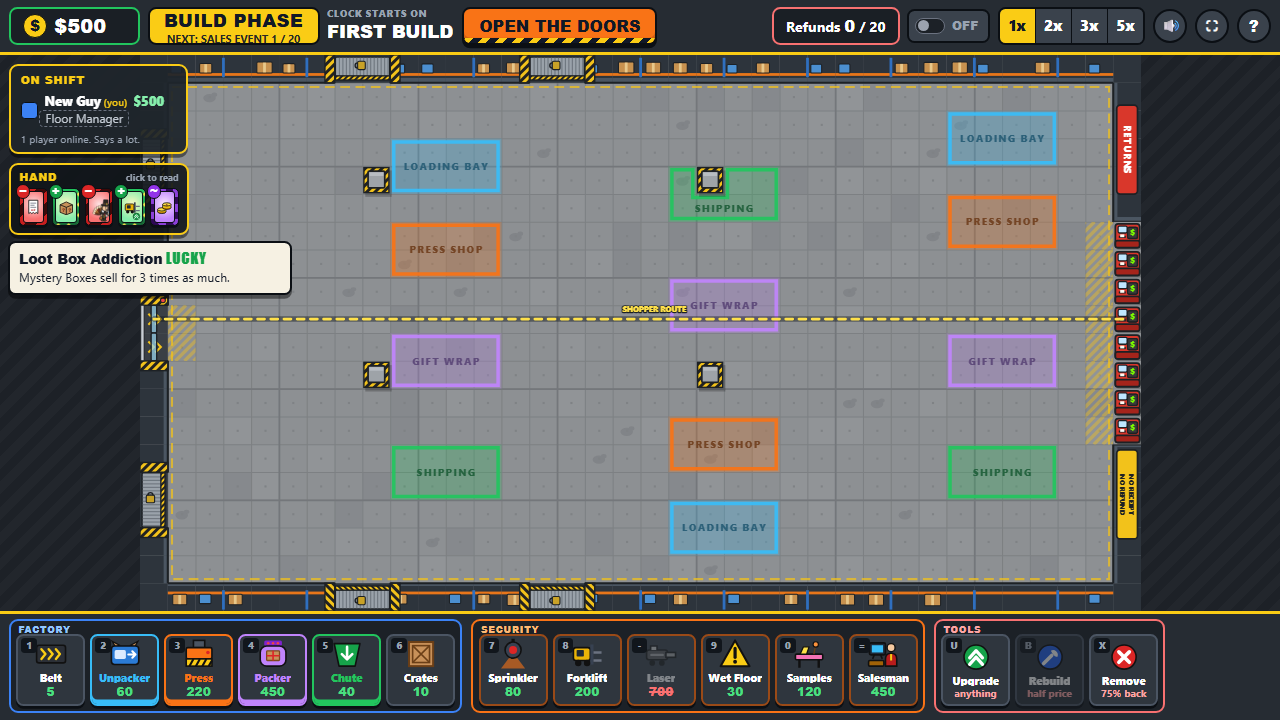 $ $500
BUILD PHASE
NEXT: SALES EVENT 1 / 20
CLOCK STARTS ON
FIRST BUILD
OPEN THE DOORS
Refunds 0 / 20
OFF
1x 2x 3x 5x
?
ON SHIFT
New Guy (you) $500
Floor Manager
1 player online. Says a lot.
HAND click to read
Loot Box Addiction LUCKY
Mystery Boxes sell for 3 times as much.
LOADING BAY
LOADING BAY
SHIPPING
PRESS SHOP
PRESS SHOP
GIFT WRAP
SHOPPER ROUTE
GIFT WRAP
GIFT WRAP
PRESS SHOP
SHIPPING
SHIPPING
LOADING BAY
RETURNS
NO RECEIPT
NO REFUND
FACTORY
1
Belt
5
2
Unpacker
60
3
Press
220
4
Packer
450
5
Chute
40
6
Crates
10
SECURITY
7
Sprinkler
80
8
Forklift
200
-
Laser
700
9
Wet Floor
30
0
Samples
120
=
Salesman
450
TOOLS
U
Upgrade
anything
B
Rebuild
half price
X
Remove
75% back